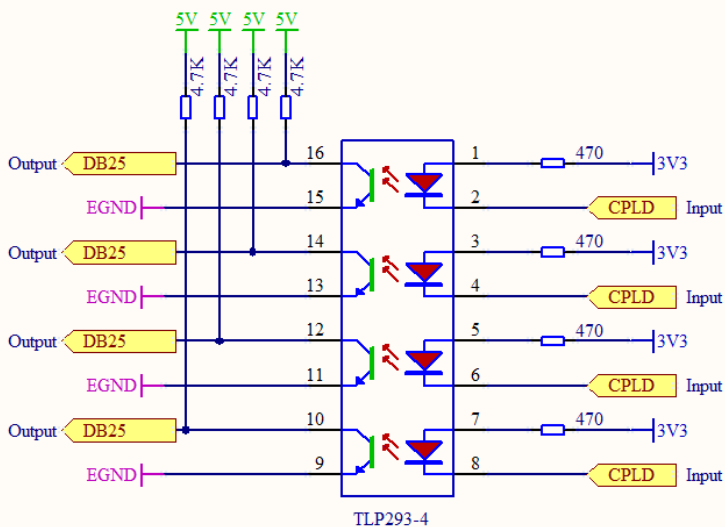 5V 5V 5V 5V
4.7K 4.7K 4.7K 4.7K
Output DB25 16 1 470 3V3
EGND 15 2 CPLD Input
Output DB25 14 3 470 3V3
EGND 13 4 CPLD Input
Output DB25 12 5 470 3V3
EGND 11 6 CPLD Input
Output DB25 10 7 470 3V3
EGND 9 8 CPLD Input
TLP293-4